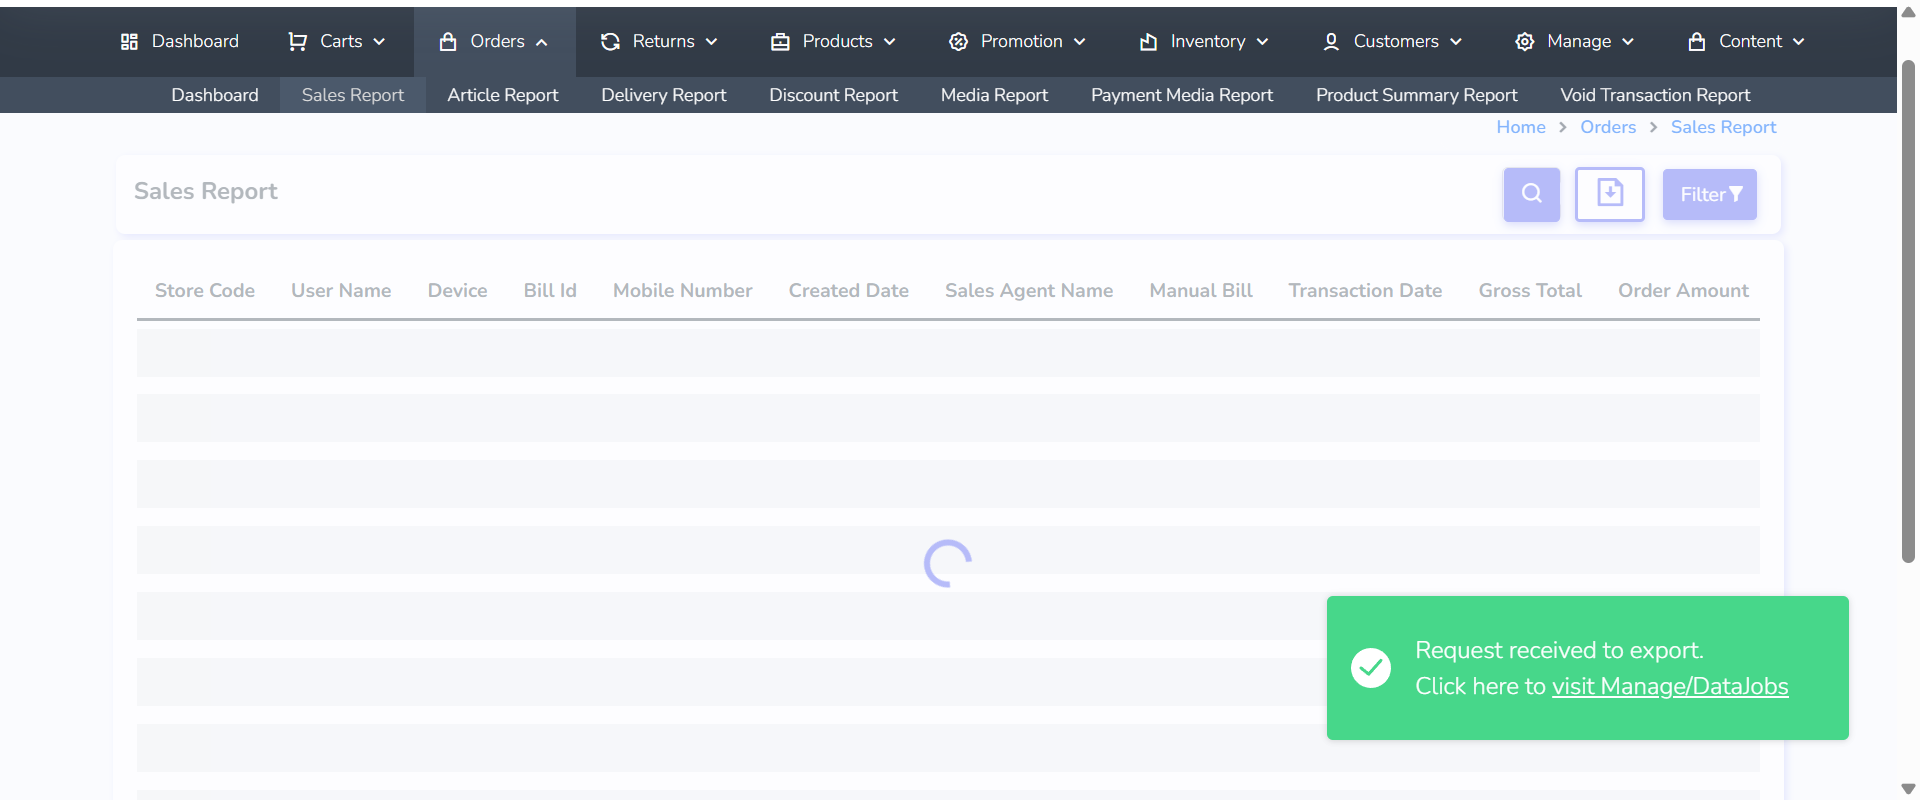 Dashboard Carts Orders Returns Products Promotion Inventory Customers Manage Content
Dashboard Sales Report Article Report Delivery Report Discount Report Media Report Payment Media Report Product Summary Report Void Transaction Report
Home > Orders > Sales Report
Sales Report Filter
Store Code User Name Device Bill Id Mobile Number Created Date Sales Agent Name Manual Bill Transaction Date Gross Total Order Amount
Request received to export.
Click here to visit Manage/DataJobs